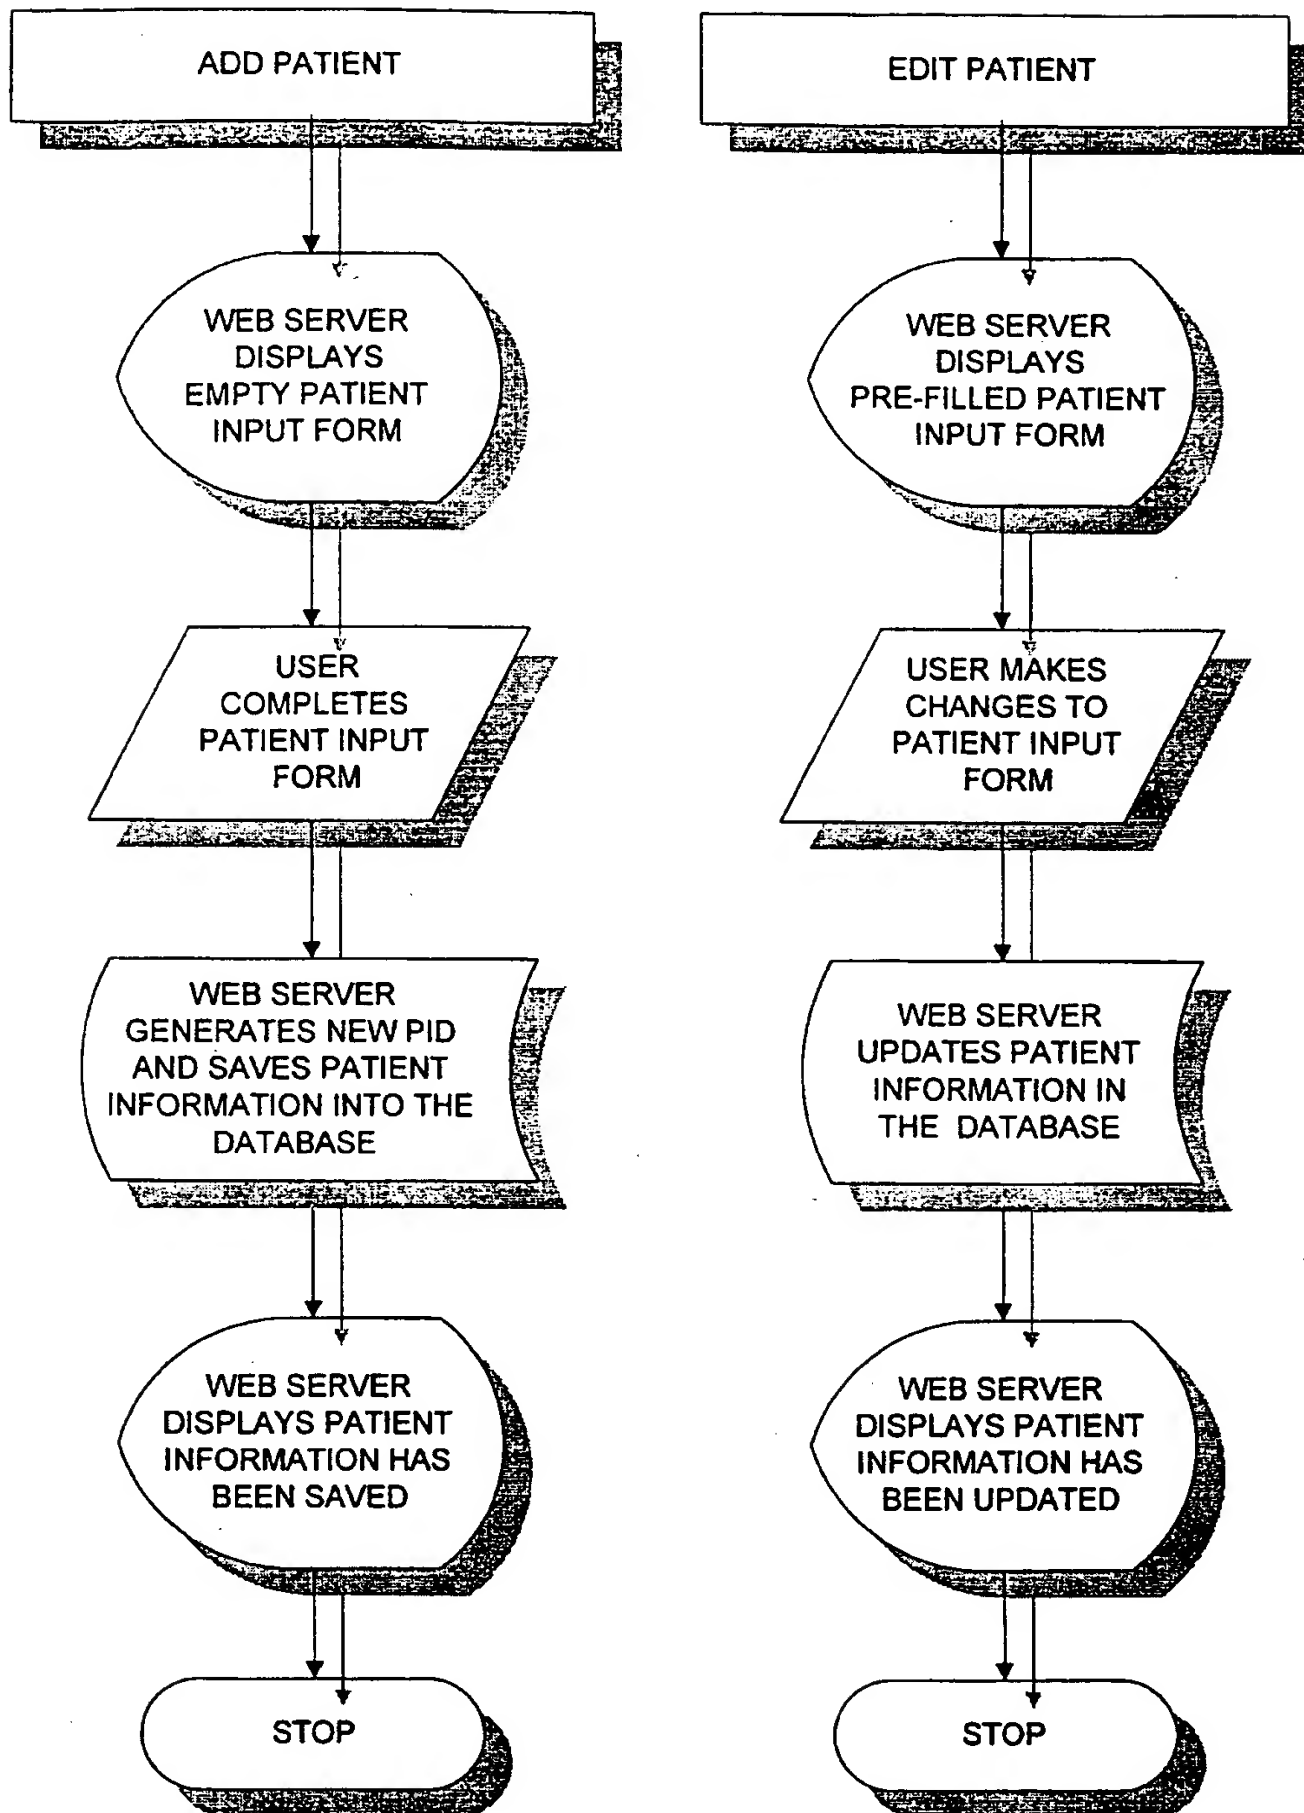 ADD PATIENT
WEB SERVER
DISPLAYS
EMPTY PATIENT
INPUT FORM
USER
COMPLETES
PATIENT INPUT
FORM
WEB SERVER
GENERATES NEW PID
AND SAVES PATIENT
INFORMATION INTO THE
DATABASE
WEB SERVER
DISPLAYS PATIENT
INFORMATION HAS
BEEN SAVED
STOP
EDIT PATIENT
WEB SERVER
DISPLAYS
PRE-FILLED PATIENT
INPUT FORM
USER MAKES
CHANGES TO
PATIENT INPUT
FORM
WEB SERVER
UPDATES PATIENT
INFORMATION IN
THE DATABASE
WEB SERVER
DISPLAYS PATIENT
INFORMATION HAS
BEEN UPDATED
STOP